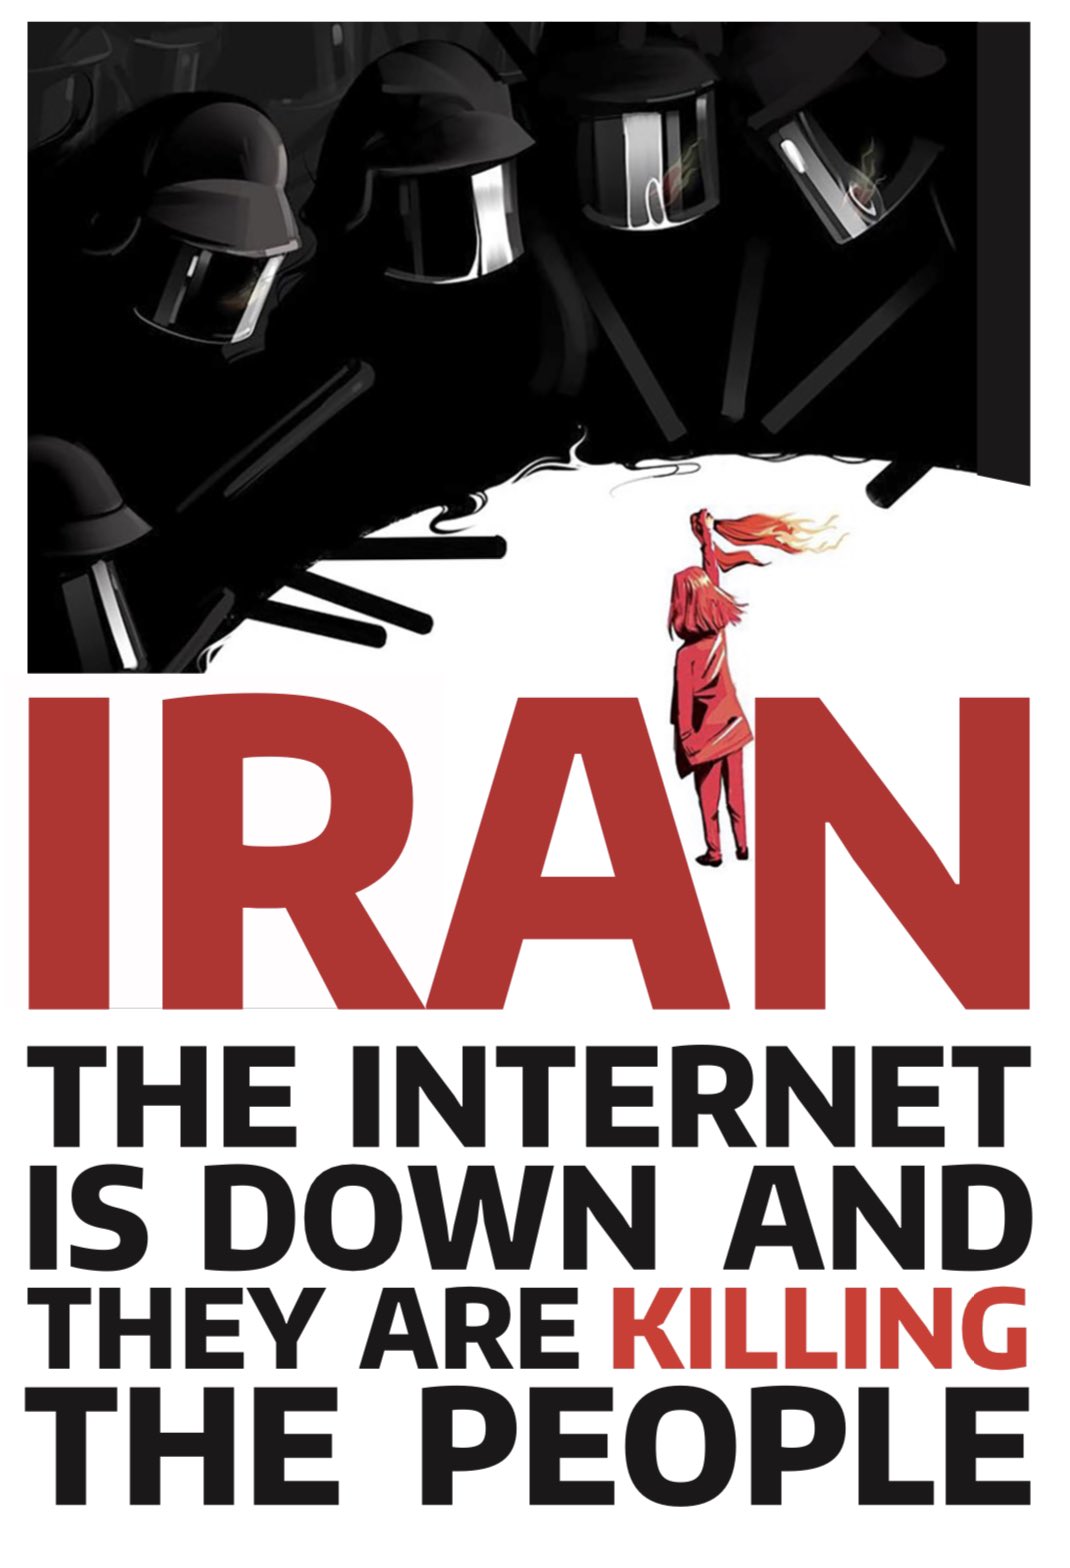 IRAN
THE INTERNET
IS DOWN AND
THEY ARE KILLING
THE PEOPLE